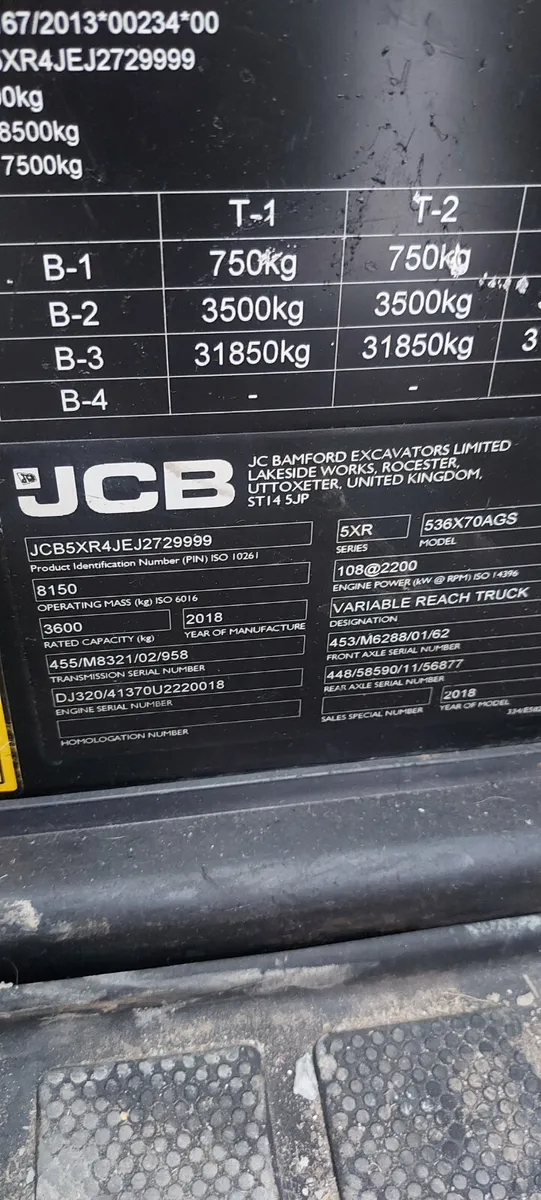 67/2013*00234*00
5XR4JEJ2729999
0kg
8500kg
7500kg
T-1 T-2
B-1 750kg 750kg
B-2 3500kg 3500kg
B-3 31850kg 31850kg 3
B-4 - -
JCB
JC BAMFORD EXCAVATORS LIMITED
LAKESIDE WORKS, ROCESTER,
UTTOXETER, UNITED KINGDOM,
ST14 5JP
JCB5XR4JEJ2729999
Product Identification Number (PIN) ISO 10261
8150
OPERATING MASS (kg) ISO 6016
3600
RATED CAPACITY (kg)
2018
YEAR OF MANUFACTURE
455/M8321/02/958
TRANSMISSION SERIAL NUMBER
DJ320/41370U2220018
ENGINE SERIAL NUMBER
HOMOLOGATION NUMBER
5XR
SERIES
536X70AGS
MODEL
108@2200
ENGINE POWER (kW @ RPM) ISO 14396
VARIABLE REACH TRUCK
DESIGNATION
453/M6288/01/62
FRONT AXLE SERIAL NUMBER
448/58590/11/56877
REAR AXLE SERIAL NUMBER
SALES SPECIAL NUMBER
2018
YEAR OF MODEL